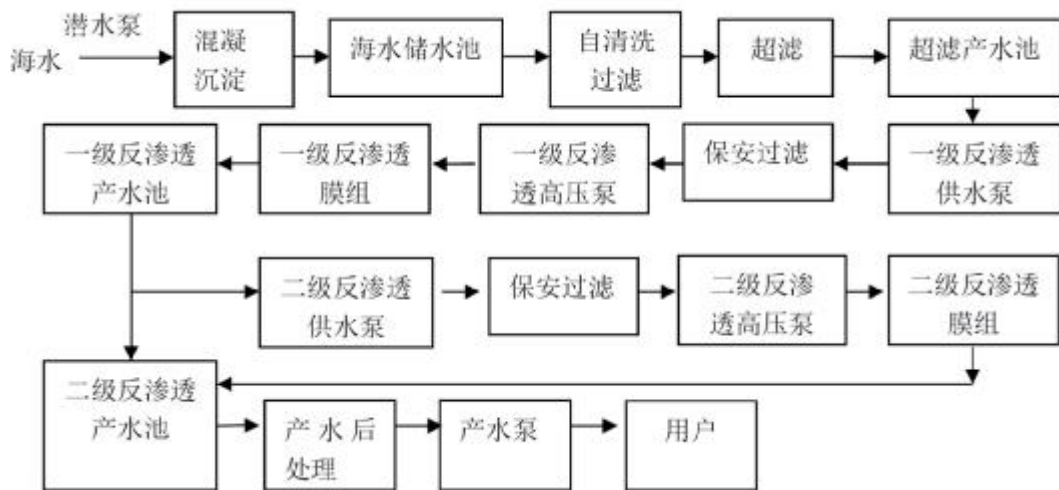 潜水泵
海水
混凝
沉淀
海水储水池
自清洗
过滤
超滤
超滤产水池
一级反渗透
产水池
一级反渗透
膜组
一级反渗
透高压泵
保安过滤
一级反渗透
供水泵
二级反渗透
供水泵
保安过滤
二级反渗
透高压泵
二级反渗透
膜组
二级反渗透
产水池
产水后
处理
产水泵
用户